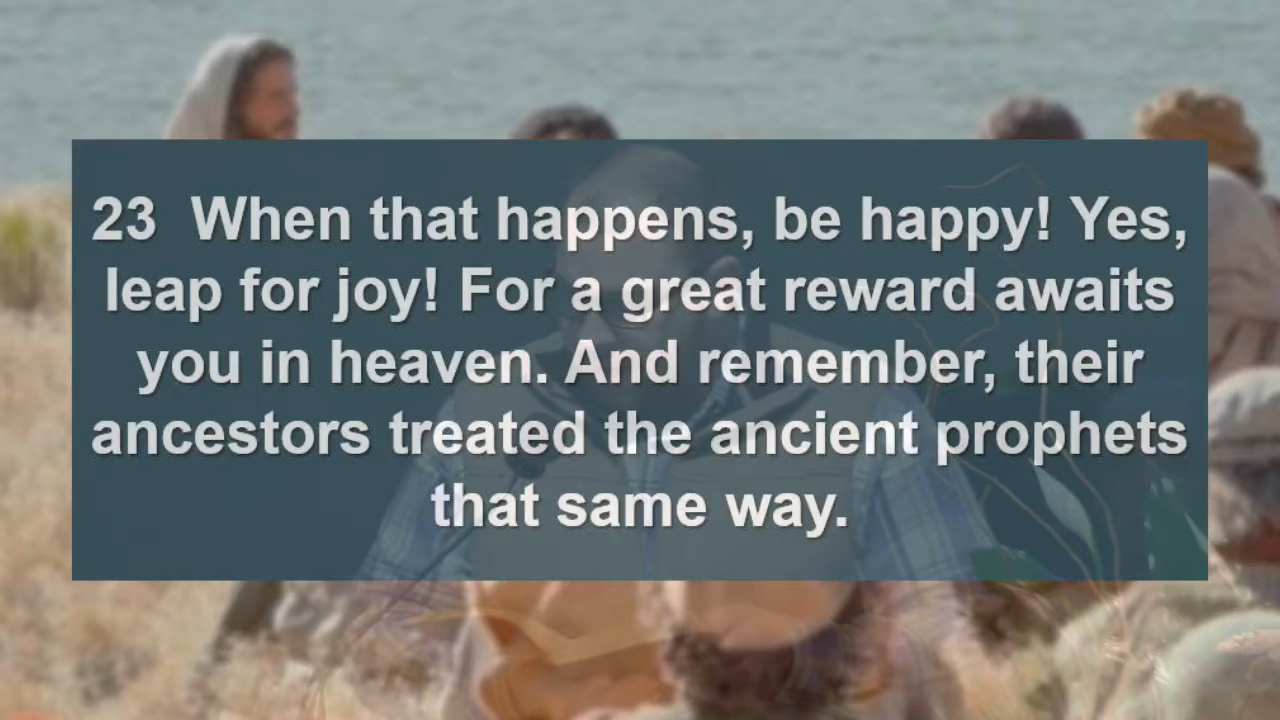 23 When that happens, be happy! Yes,
leap for joy! For a great reward awaits
you in heaven. And remember, their
ancestors treated the ancient prophets
that same way.